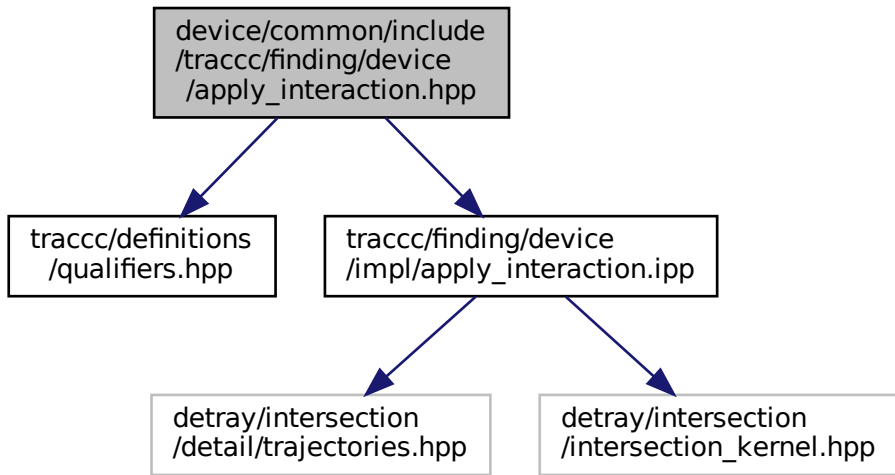 device/common/include
/traccc/finding/device
/apply_interaction.hpp
traccc/definitions
/qualifiers.hpp
traccc/finding/device
/impl/apply_interaction.ipp
detray/intersection
/detail/trajectories.hpp
detray/intersection
/intersection_kernel.hpp